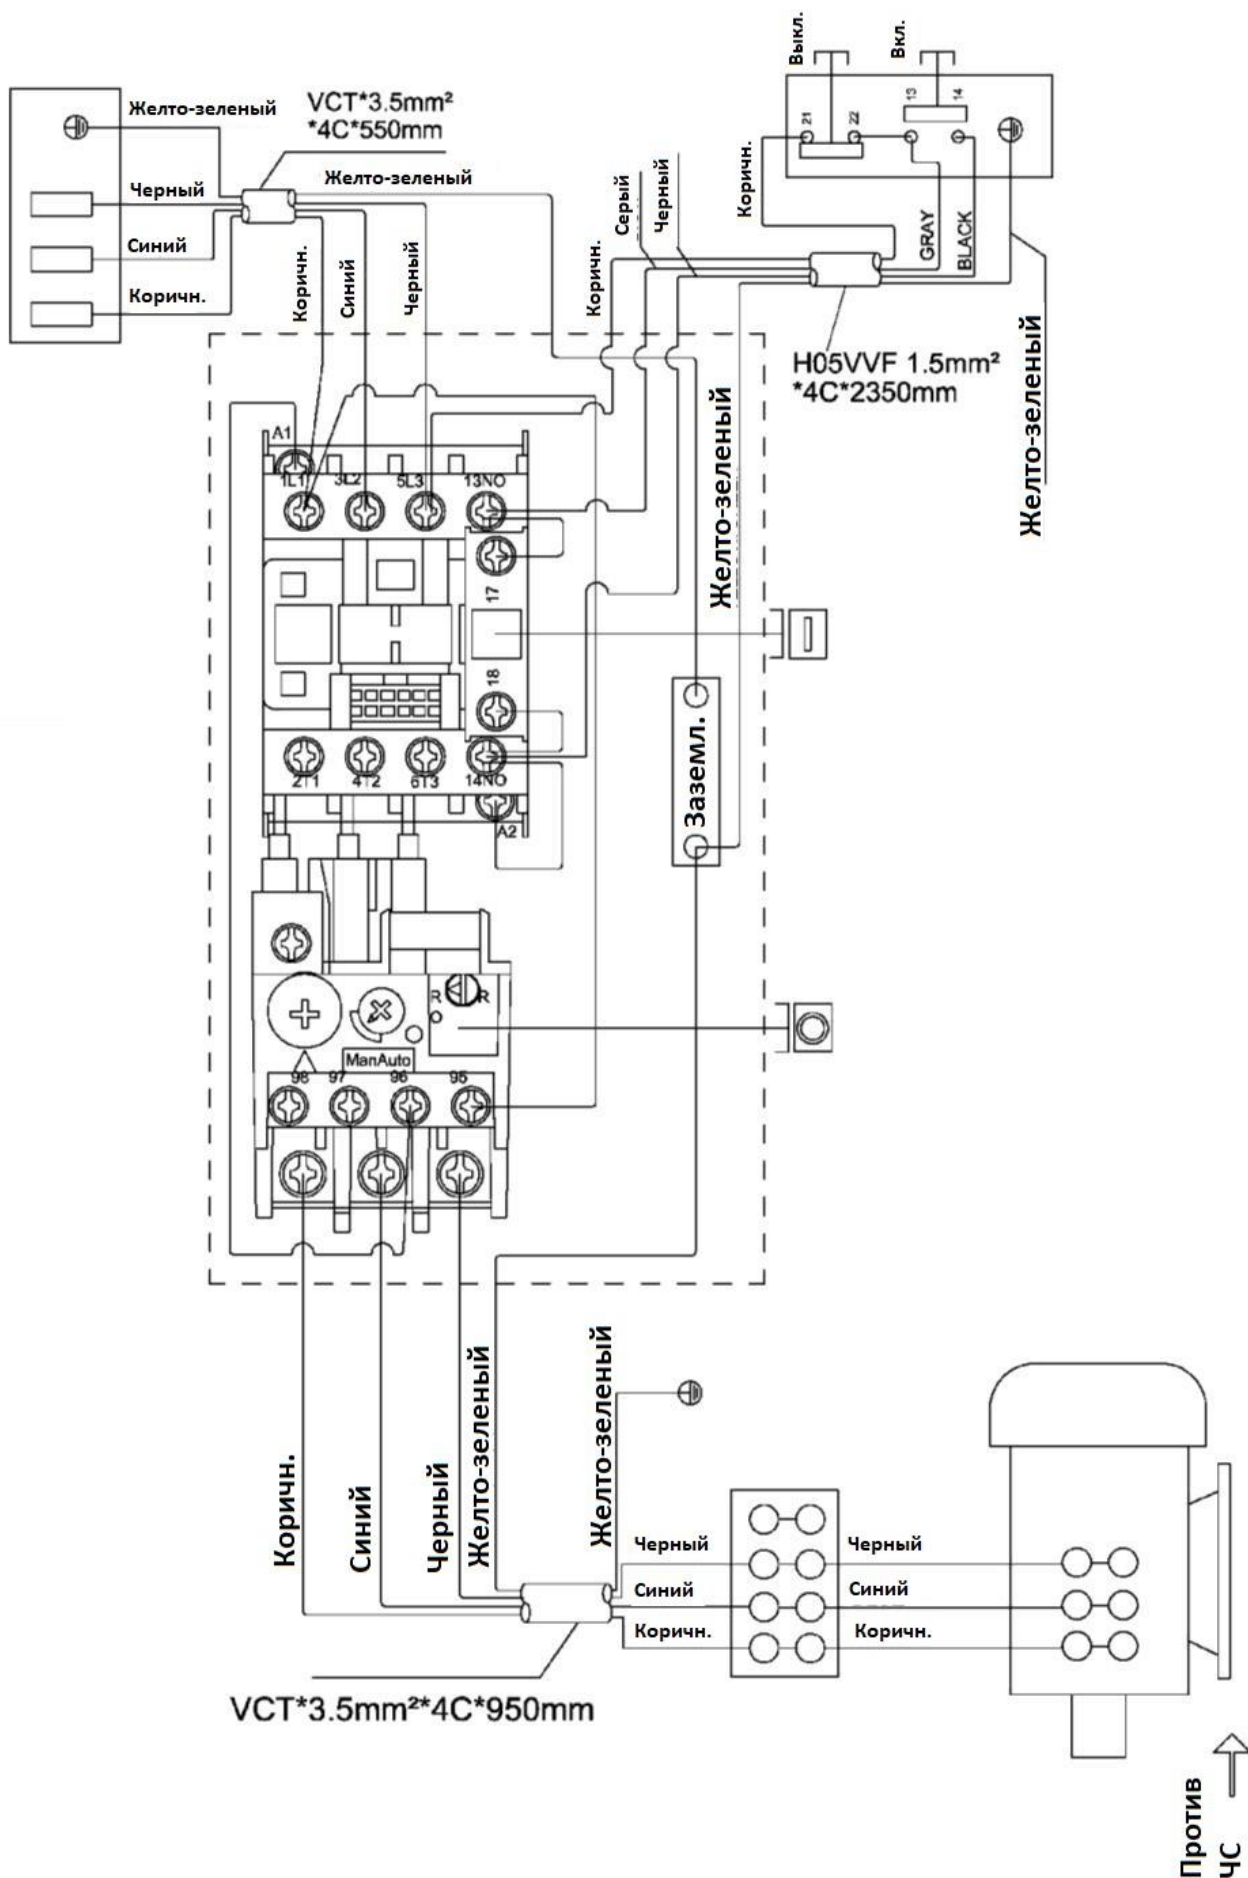 Выкл.
Вкл.
Желто-зеленый
VCT*3.5mm²
*4C*550mm
21
22
13
14
Черный
Желто-зеленый
Синий
Коричн.
Коричн.
Синий
Черный
Коричн.
Серый
Черный
Коричн.
GRAY
BLACK
H05VVF 1.5mm²
*4C*2350mm
Желто-зеленый
Желто-зеленый
A1
1L1
3L2
5L3
13NO
17
18
2T1
4T2
6T3
14NO
A2
Заземл.
R
R
ManAuto
98
97
96
95
Коричн.
Синий
Черный
Желто-зеленый
Желто-зеленый
Черный
Черный
Синий
Синий
Коричн.
Коричн.
VCT*3.5mm²*4C*950mm
Против
ЧС